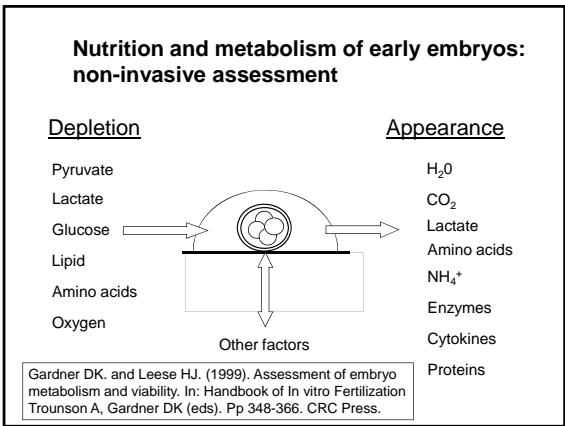 Nutrition and metabolism of early embryos:
non-invasive assessment
Depletion
Pyruvate
Lactate
Glucose
Lipid
Amino acids
Oxygen
Appearance
H₂0
CO₂
Lactate
Amino acids
NH₄⁺
Enzymes
Cytokines
Proteins
Other factors
Gardner DK. and Leese HJ. (1999). Assessment of embryo
metabolism and viability. In: Handbook of In vitro Fertilization
Trounson A, Gardner DK (eds). Pp 348-366. CRC Press.